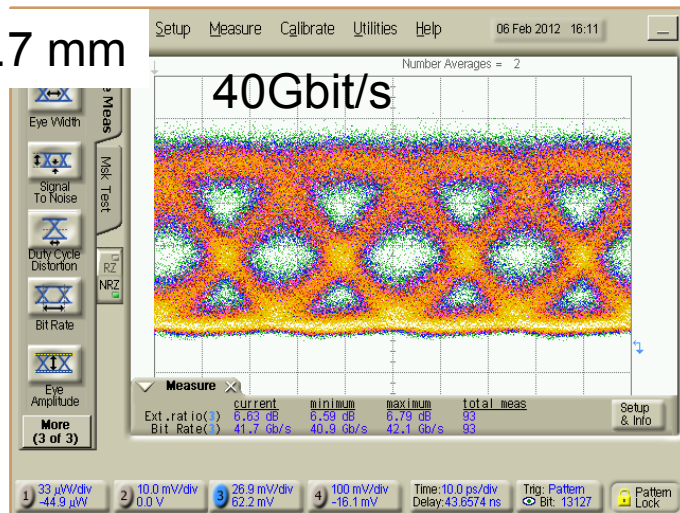 .7 mm
Setup Measure Calibrate Utilities Help 06 Feb 2012 16:11
Number Averages = 2
40Gbit/s
Eye Width
Meas
Signal
To Noise
Msk Test
Duty Cycle
Distortion
RZ
NRZ
Bit Rate
Eye
Amplitude
More
(3 of 3)
Measure
current minimum maximum total meas
Ext.ratio(3) 6.63 dB 6.59 dB 6.79 dB 93
Bit Rate(3) 41.7 Gb/s 40.9 Gb/s 42.1 Gb/s 93
Setup
& Info
1 33 µW/div
-44.9 µW
2 10.0 mV/div
0.0 V
3 26.9 mV/div
62.2 mV
4 100 mV/div
-16.1 mV
Time:10.0 ps/div
Delay:43.6574 ns
Trig: Pattern
Bit: 13127
Pattern
Lock